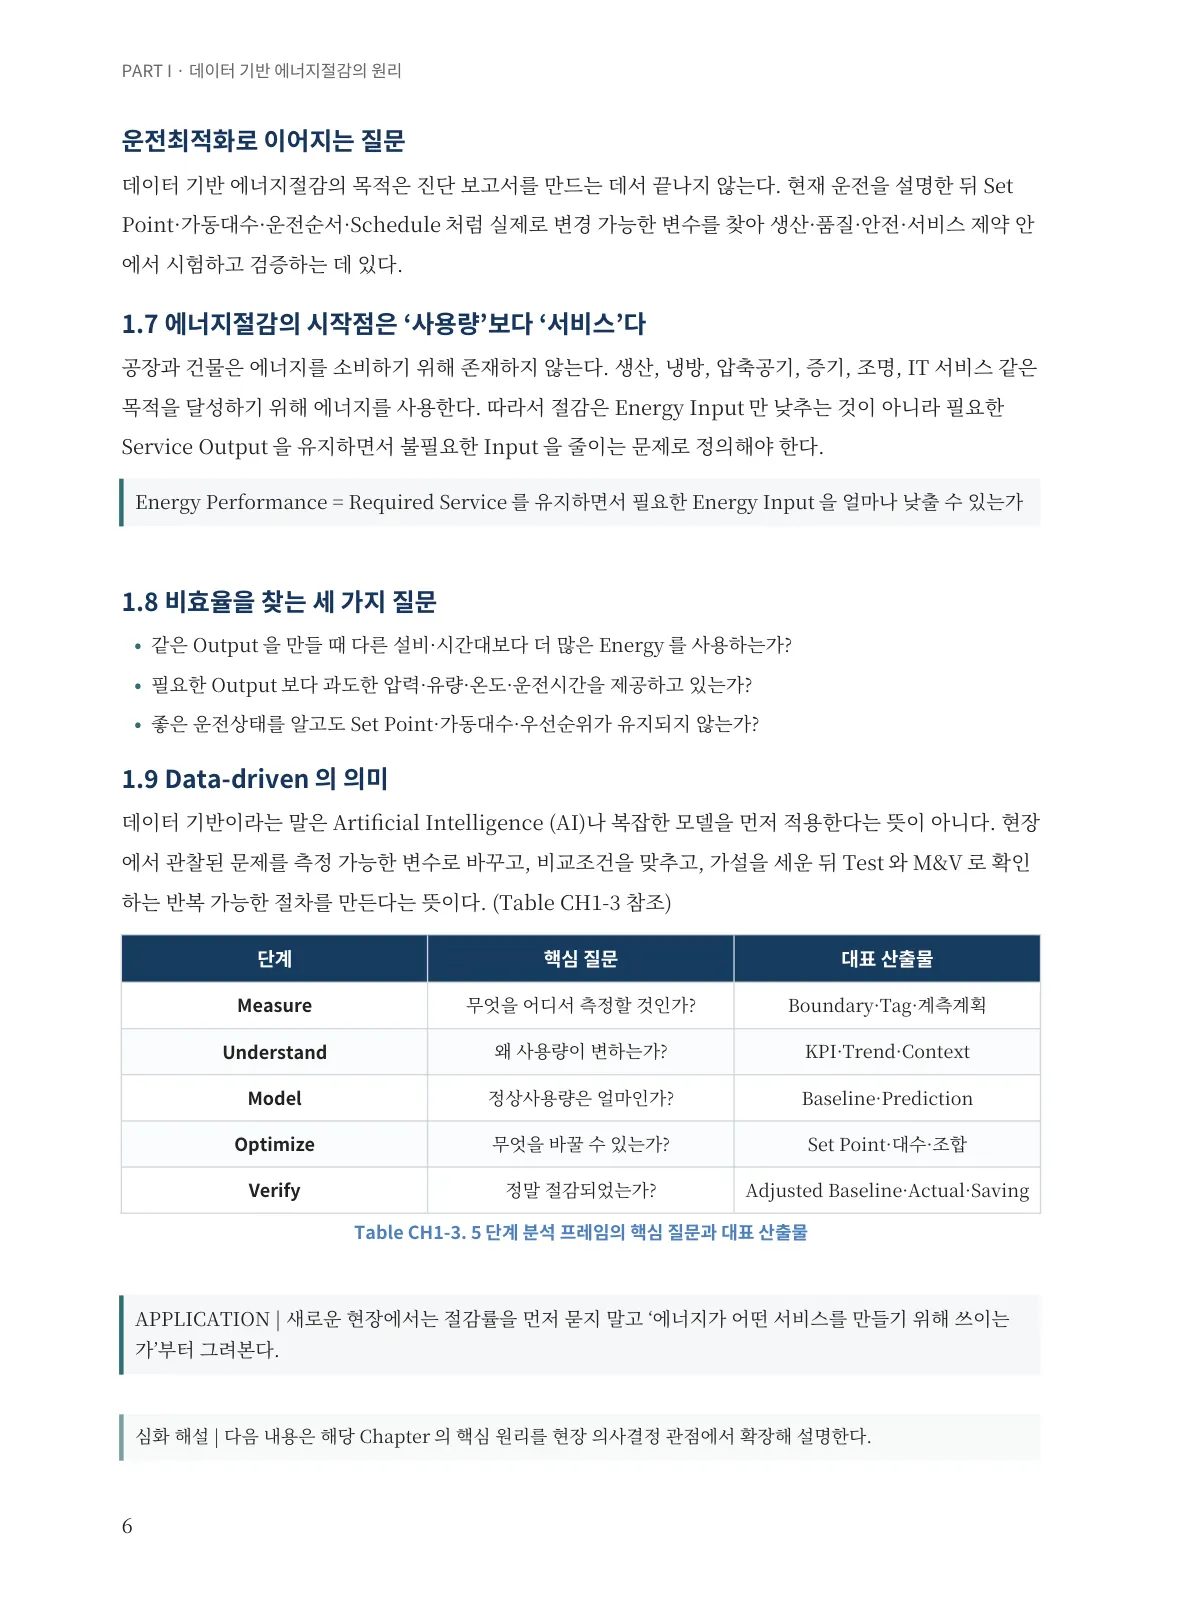 PART I · 데이터 기반 에너지절감의 원리
운전최적화로 이어지는 질문
데이터 기반 에너지절감의 목적은 진단 보고서를 만드는 데서 끝나지 않는다. 현재 운전을 설명한 뒤 Set
Point·가동대수·운전순서·Schedule 처럼 실제로 변경 가능한 변수를 찾아 생산·품질·안전·서비스 제약 안
에서 시험하고 검증하는 데 있다.
1.7 에너지절감의 시작점은 ‘사용량’보다 ‘서비스’다
공장과 건물은 에너지를 소비하기 위해 존재하지 않는다. 생산, 냉방, 압축공기, 증기, 조명, IT 서비스 같은
목적을 달성하기 위해 에너지를 사용한다. 따라서 절감은 Energy Input 만 낮추는 것이 아니라 필요한
Service Output 을 유지하면서 불필요한 Input 을 줄이는 문제로 정의해야 한다.
Energy Performance = Required Service 를 유지하면서 필요한 Energy Input 을 얼마나 낮출 수 있는가
1.8 비효율을 찾는 세 가지 질문
• 같은 Output 을 만들 때 다른 설비·시간대보다 더 많은 Energy 를 사용하는가?
• 필요한 Output 보다 과도한 압력·유량·온도·운전시간을 제공하고 있는가?
• 좋은 운전상태를 알고도 Set Point·가동대수·우선순위가 유지되지 않는가?
1.9 Data-driven 의 의미
데이터 기반이라는 말은 Artificial Intelligence (AI)나 복잡한 모델을 먼저 적용한다는 뜻이 아니다. 현장
에서 관찰된 문제를 측정 가능한 변수로 바꾸고, 비교조건을 맞추고, 가설을 세운 뒤 Test 와 M&V 로 확인
하는 반복 가능한 절차를 만든다는 뜻이다. (Table CH1-3 참조)
단계 핵심 질문 대표 산출물
Measure 무엇을 어디서 측정할 것인가? Boundary·Tag·계측계획
Understand 왜 사용량이 변하는가? KPI·Trend·Context
Model 정상사용량은 얼마인가? Baseline·Prediction
Optimize 무엇을 바꿀 수 있는가? Set Point·대수·조합
Verify 정말 절감되었는가? Adjusted Baseline·Actual·Saving
Table CH1-3. 5 단계 분석 프레임의 핵심 질문과 대표 산출물
APPLICATION | 새로운 현장에서는 절감률을 먼저 묻지 말고 ‘에너지가 어떤 서비스를 만들기 위해 쓰이는
가’부터 그려본다.
심화 해설 | 다음 내용은 해당 Chapter 의 핵심 원리를 현장 의사결정 관점에서 확장해 설명한다.
6